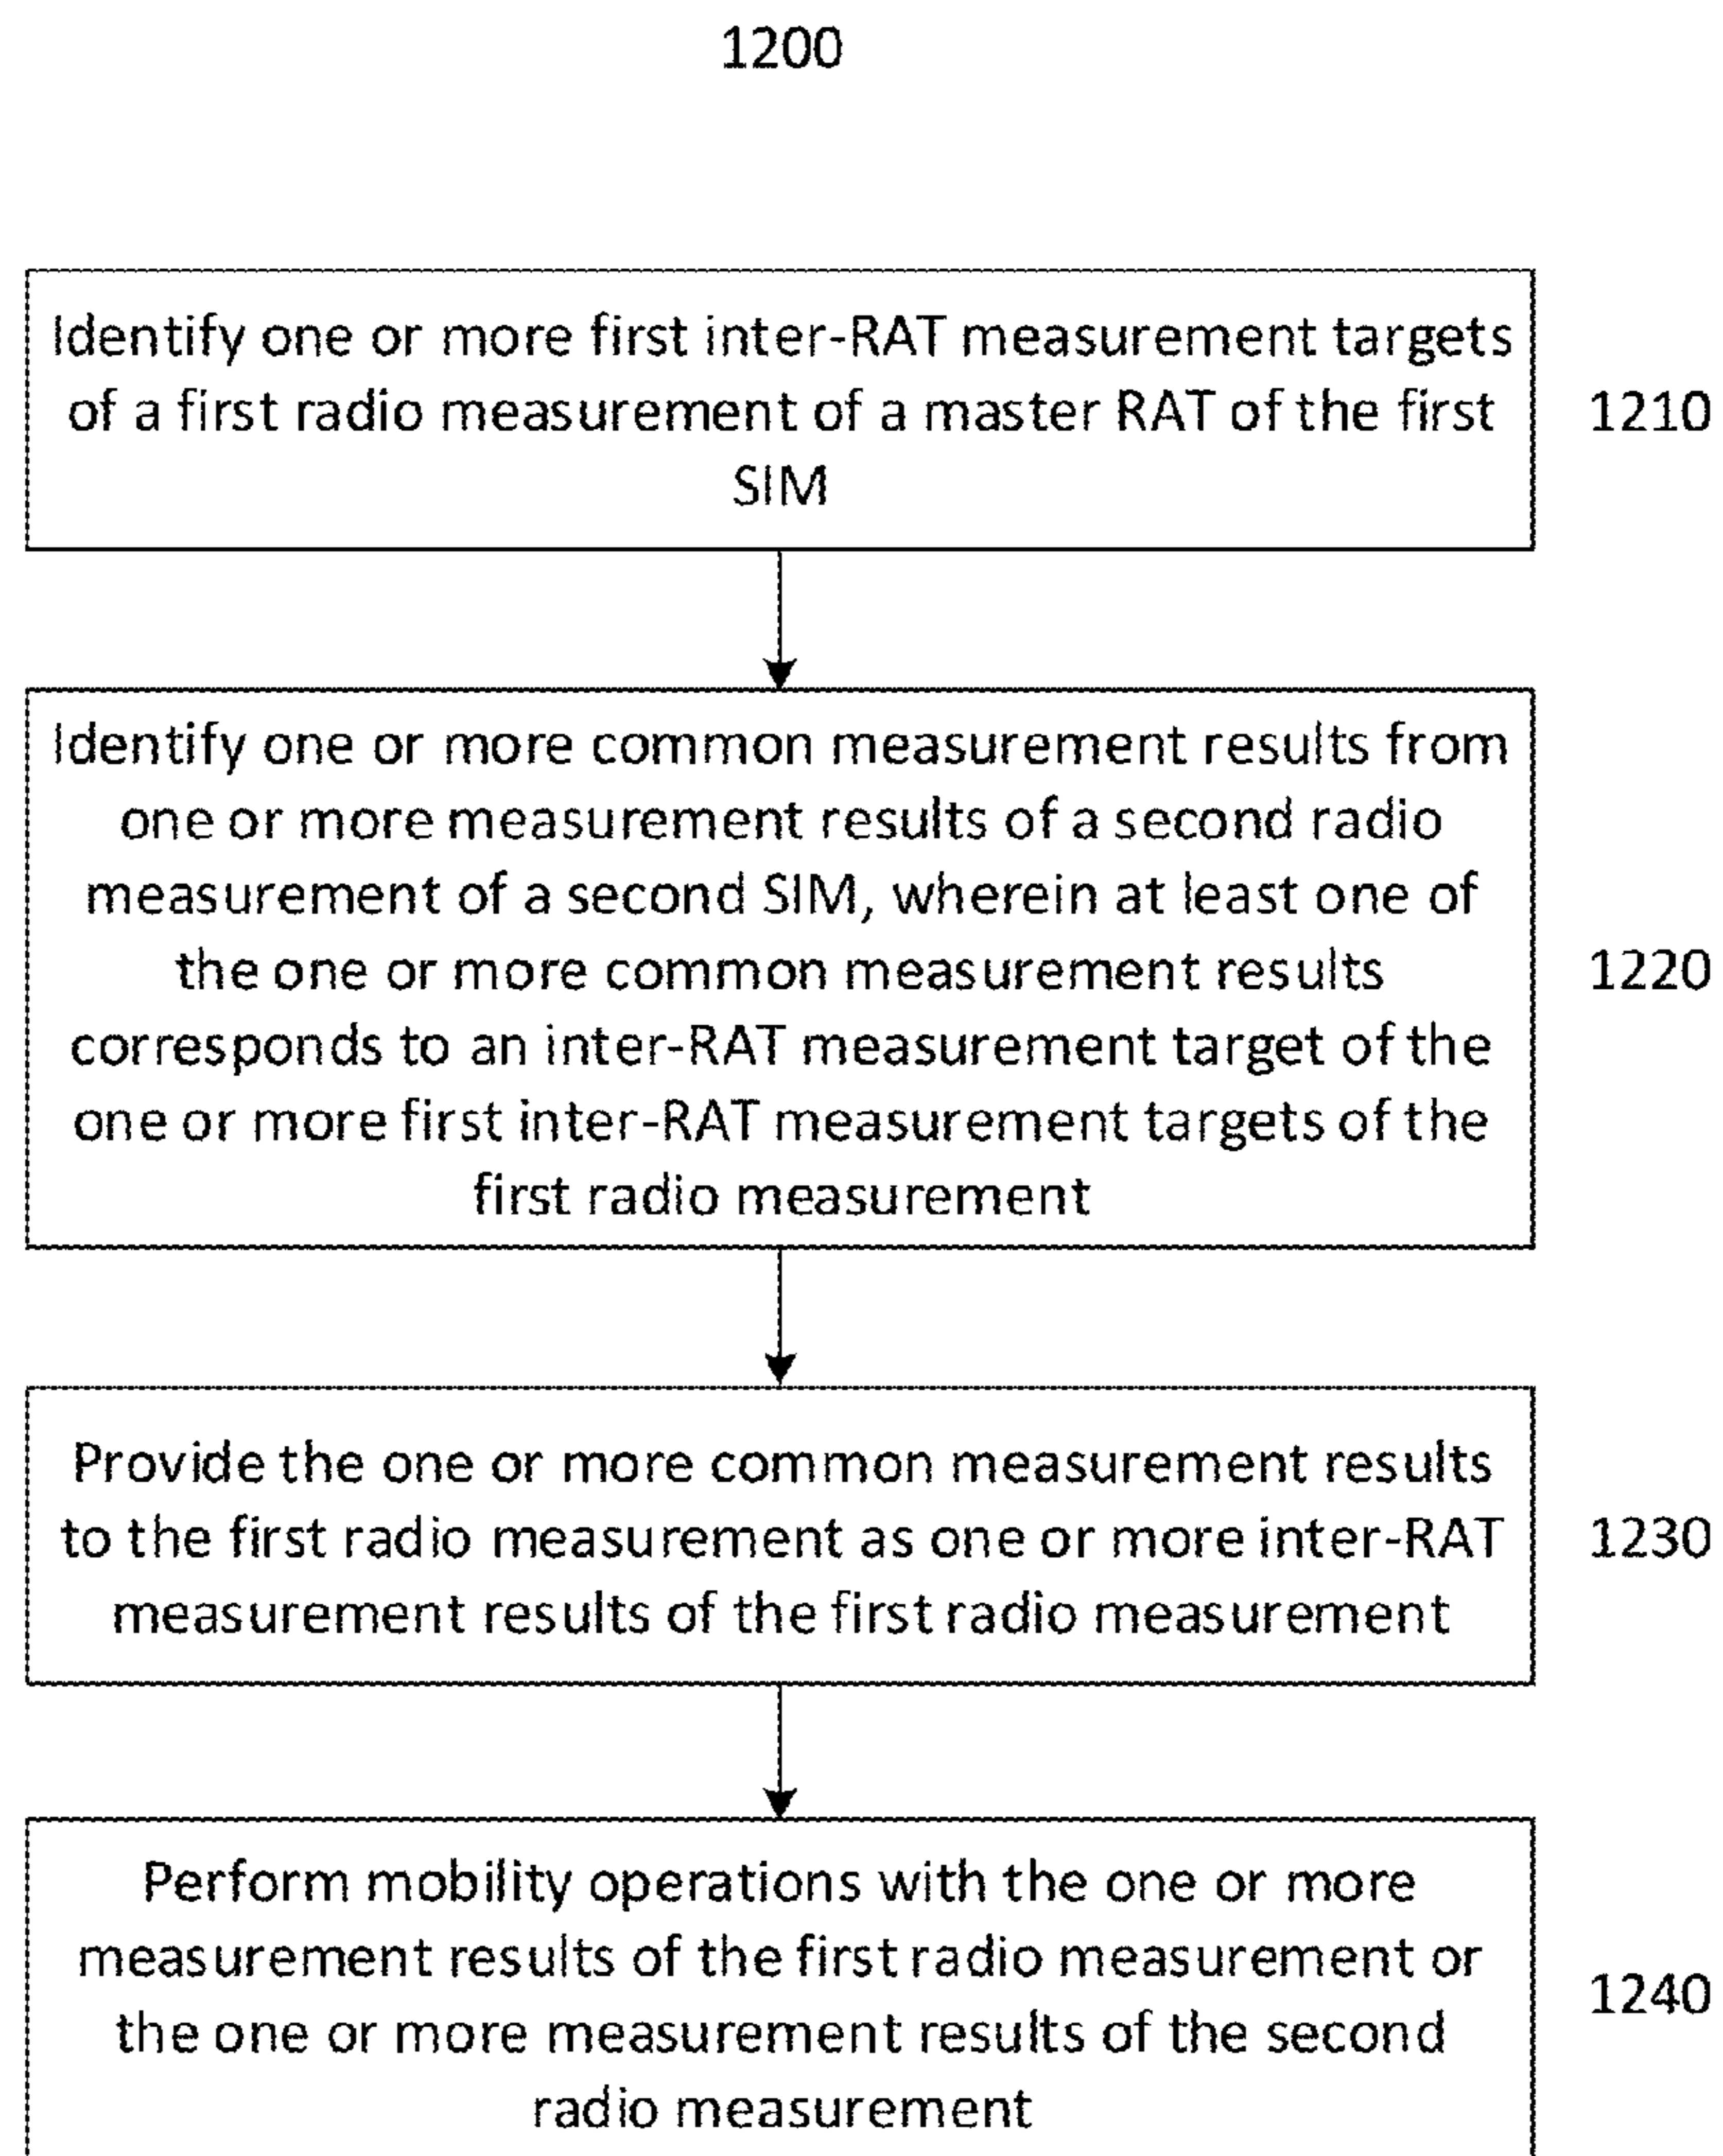 1200
Identify one or more first inter-RAT measurement targets
of a first radio measurement of a master RAT of the first
SIM
1210
Identify one or more common measurement results from
one or more measurement results of a second radio
measurement of a second SIM, wherein at least one of
the one or more common measurement results
corresponds to an inter-RAT measurement target of the
one or more first inter-RAT measurement targets of the
first radio measurement
1220
Provide the one or more common measurement results
to the first radio measurement as one or more inter-RAT
measurement results of the first radio measurement
1230
Perform mobility operations with the one or more
measurement results of the first radio measurement or
the one or more measurement results of the second
radio measurement
1240